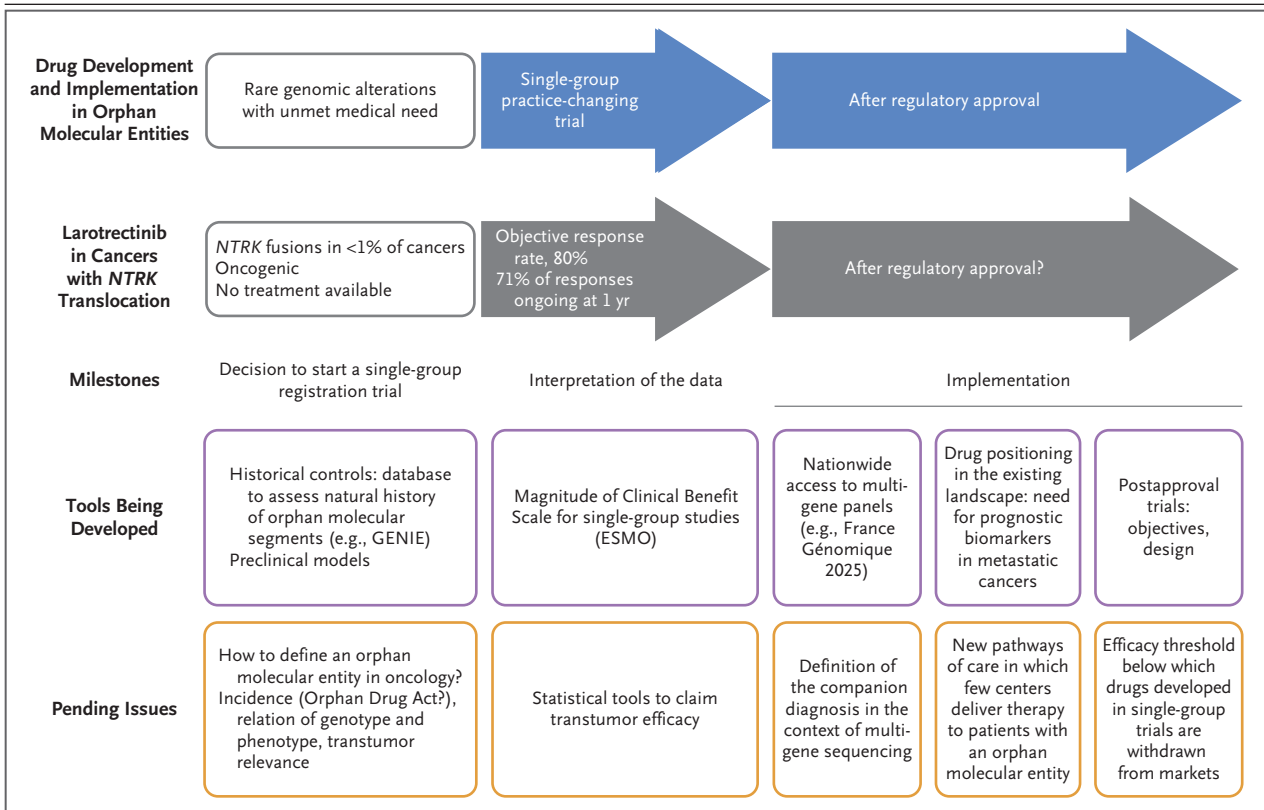 Drug Development
and Implementation
in Orphan
Molecular Entities
Rare genomic alterations
with unmet medical need
Single-group
practice-changing
trial
After regulatory approval
Larotrectinib
in Cancers
with NTRK
Translocation
NTRK fusions in <1% of cancers
Oncogenic
No treatment available
Objective response
rate, 80%
71% of responses
ongoing at 1 yr
After regulatory approval?
Milestones
Decision to start a single-group
registration trial
Interpretation of the data
Implementation
Tools Being
Developed
Historical controls: database
to assess natural history
of orphan molecular
segments (e.g., GENIE)
Preclinical models
Magnitude of Clinical Benefit
Scale for single-group studies
(ESMO)
Nationwide
access to multi-
gene panels
(e.g., France
Génomique
2025)
Drug positioning
in the existing
landscape: need
for prognostic
biomarkers
in metastatic
cancers
Postapproval
trials:
objectives,
design
Pending Issues
How to define an orphan
molecular entity in oncology?
Incidence (Orphan Drug Act?),
relation of genotype and
phenotype, transtumor
relevance
Statistical tools to claim
transtumor efficacy
Definition of
the companion
diagnosis in the
context of multi-
gene sequencing
New pathways
of care in which
few centers
deliver therapy
to patients with
an orphan
molecular entity
Efficacy threshold
below which
drugs developed
in single-group
trials are
withdrawn
from markets